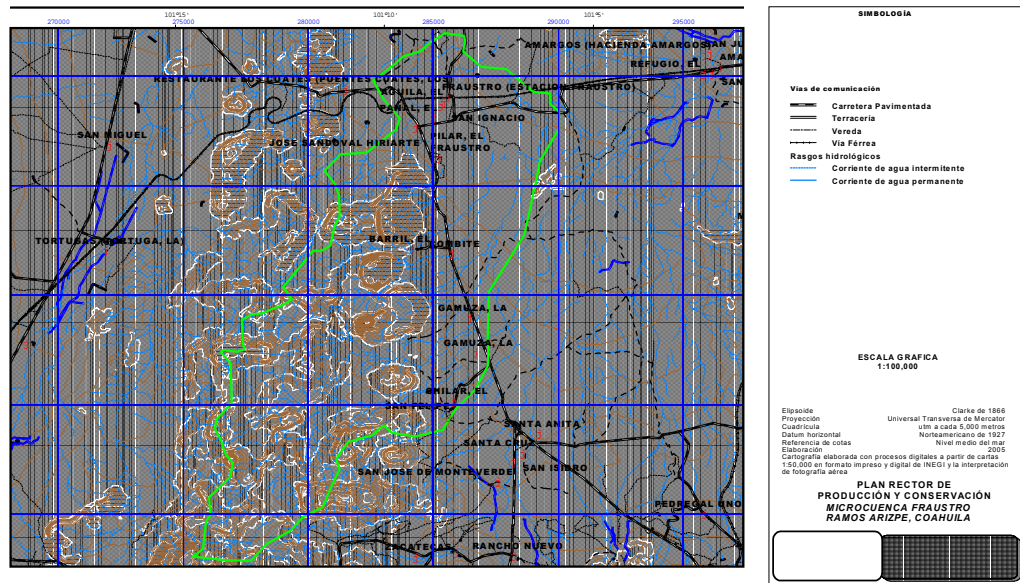 101°15'
101°10'
101°5'
270000
275000
280000
285000
290000
295000
AMARGOS (HACIENDA AMARGOS)
REFUGIO, EL
RESTAURANTE LOS CUATES (PUENTES CUATES, LOS)
AGUILA, EL
FRAUSTRO (ESTACION FRAUSTRO)
SAN IGNACIO
SAN MIGUEL
PILAR, EL
JOSE SANDOVAL HIRIARTE
FRAUSTRO
TORTUGAS (TORTUGA, LA)
BARRIL, EL
GAMUZA, LA
GAMUZA, LA
SANTA ANITA
SANTA CRUZ
SAN ISIDRO
SAN JOSE DE MONTEVERDE
ZACATECAS
RANCHO NUEVO
SIMBOLOGÍA
Vías de comunicación
Carretera Pavimentada
Terracería
Vereda
Vía Férrea
Rasgos hidrológicos
Corriente de agua intermitente
Corriente de agua permanente
ESCALA GRAFICA
1:100,000
Elipsoide Clarke de 1866
Proyección Universal Transversa de Mercator
Cuadrícula utm a cada 5,000 metros
Datum horizontal Norteamericano de 1927
Referencia de cotas Nivel medio del mar
Elaboración 2005
Cartografía elaborada con procesos digitales a partir de cartas
1:50,000 en formato impreso y digital de INEGI y la interpretación
de fotografía aérea
PLAN RECTOR DE
PRODUCCIÓN Y CONSERVACIÓN
MICROCUENCA FRAUSTRO
RAMOS ARIZPE, COAHUILA